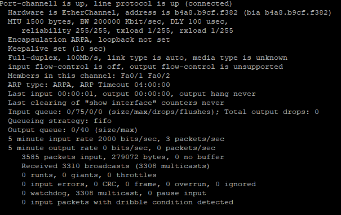 Port-channel1 is up, line protocol is up (connected)
Hardware is EtherChannel, address is b4a8.b9cf.f382 (bia b4a8.b9cf.f382)
MTU 1500 bytes, BW 200000 Kbit/sec, DLY 100 usec,
reliability 255/255, txload 1/255, rxload 1/255
Encapsulation ARPA, loopback not set
Keepalive set (10 sec)
Full-duplex, 100Mb/s, link type is auto, media type is unknown
input flow-control is off, output flow-control is unsupported
Members in this channel: Fa0/1 Fa0/2
ARP type: ARPA, ARP Timeout 04:00:00
Last input 00:00:01, output 00:00:00, output hang never
Last clearing of "show interface" counters never
Input queue: 0/75/0/0 (size/max/drops/flushes); Total output drops: 0
Queueing strategy: fifo
Output queue: 0/40 (size/max)
5 minute input rate 2000 bits/sec, 3 packets/sec
5 minute output rate 0 bits/sec, 0 packets/sec
3585 packets input, 279072 bytes, 0 no buffer
Received 3310 broadcasts (3308 multicasts)
0 runts, 0 giants, 0 throttles
0 input errors, 0 CRC, 0 frame, 0 overrun, 0 ignored
0 watchdog, 3308 multicast, 0 pause input
0 input packets with dribble condition detected